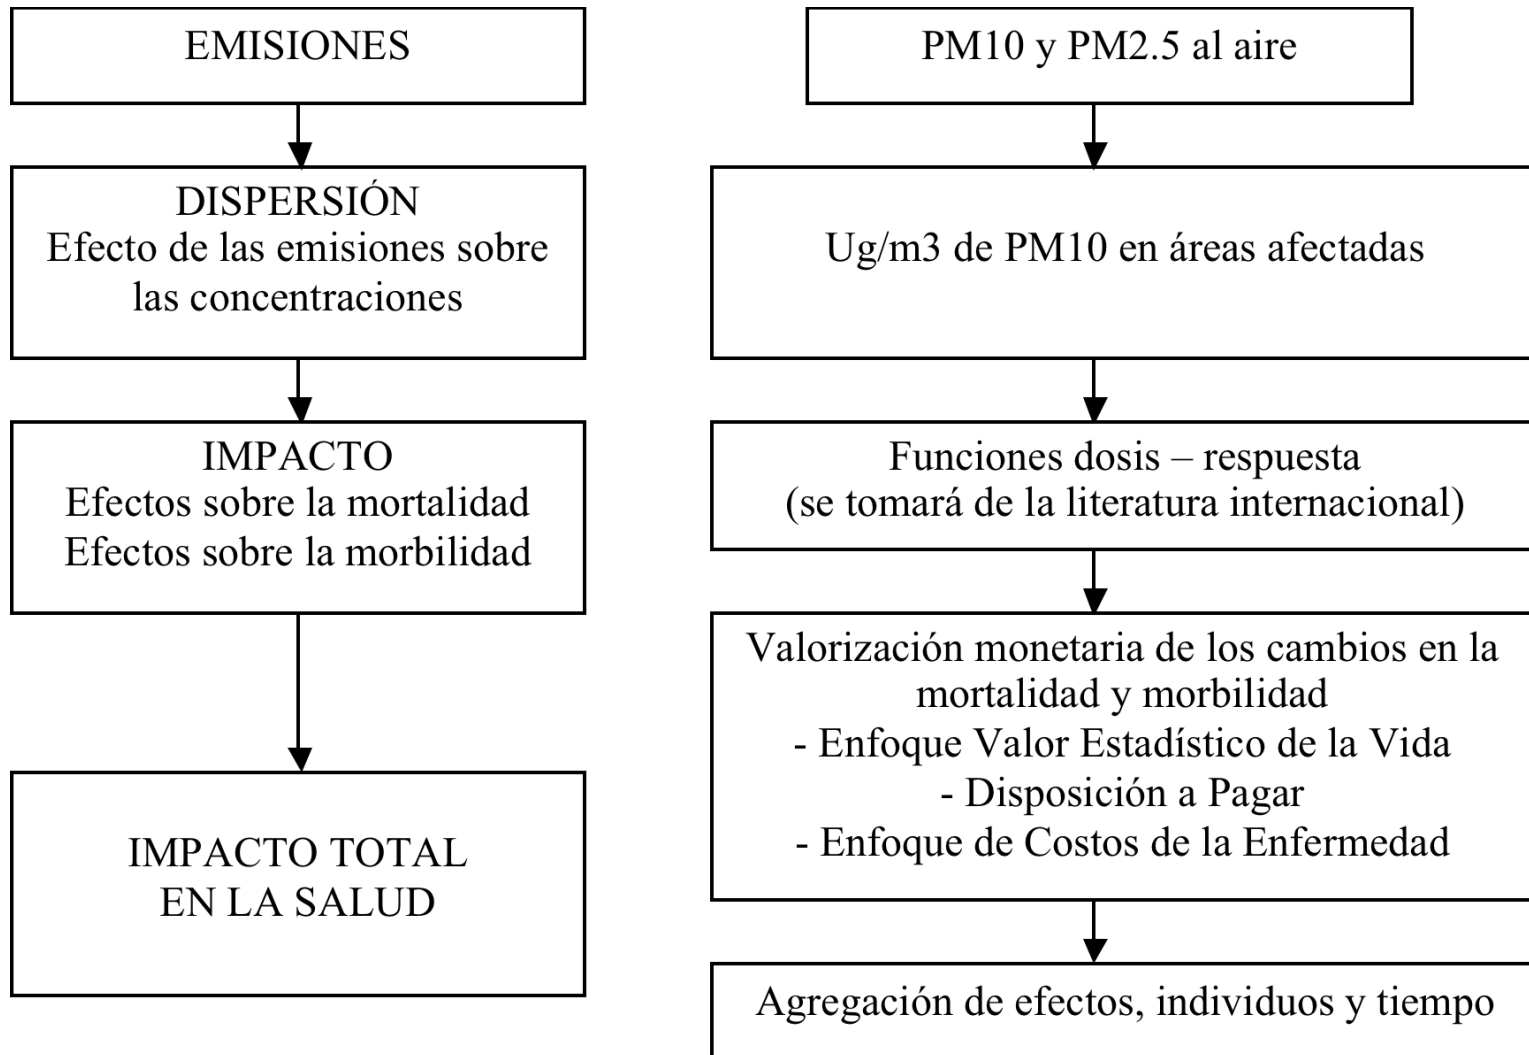 EMISIONES
PM10 y PM2.5 al aire
DISPERSIÓN
Efecto de las emisiones sobre
las concentraciones
Ug/m3 de PM10 en áreas afectadas
IMPACTO
Efectos sobre la mortalidad
Efectos sobre la morbilidad
Funciones dosis – respuesta
(se tomará de la literatura internacional)
IMPACTO TOTAL
EN LA SALUD
Valorización monetaria de los cambios en la
mortalidad y morbilidad
- Enfoque Valor Estadístico de la Vida
- Disposición a Pagar
- Enfoque de Costos de la Enfermedad
Agregación de efectos, individuos y tiempo